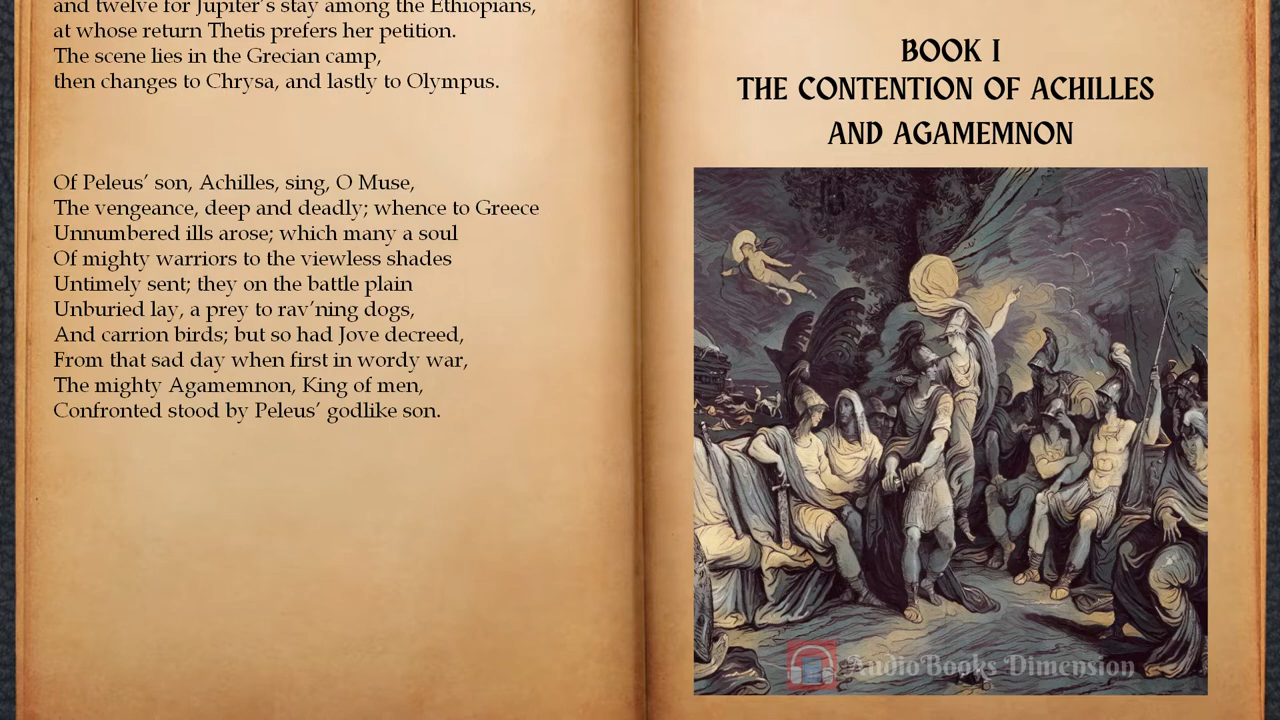 and twelve for Jupiter’s stay among the Ethiopians,
at whose return Thetis prefers her petition.
The scene lies in the Grecian camp,
then changes to Chrysa, and lastly to Olympus.
Of Peleus’ son, Achilles, sing, O Muse,
The vengeance, deep and deadly; whence to Greece
Unnumbered ills arose; which many a soul
Of mighty warriors to the viewless shades
Untimely sent; they on the battle plain
Unburied lay, a prey to rav’ning dogs,
And carrion birds; but so had Jove decreed,
From that sad day when first in wordy war,
The mighty Agamemnon, King of men,
Confronted stood by Peleus’ godlike son.
BOOK I
THE CONTENTION OF ACHILLES
AND AGAMEMNON
AudioBooks Dimension